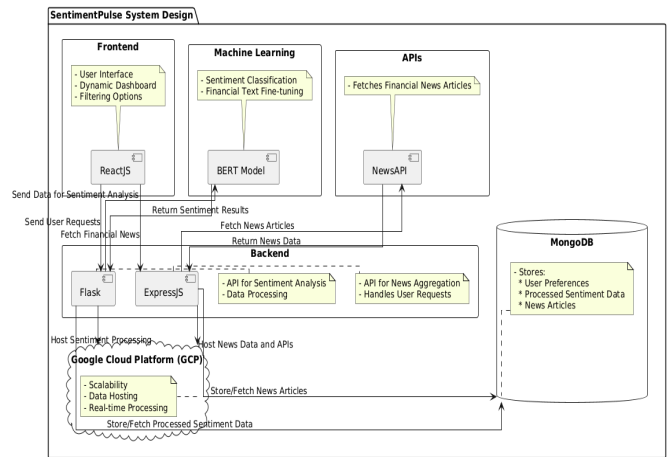 SentimentPulse System Design
Frontend
- User Interface
- Dynamic Dashboard
- Filtering Options
ReactJS
Machine Learning
- Sentiment Classification
- Financial Text Fine-tuning
BERT Model
APIs
- Fetches Financial News Articles
NewsAPI
Send Data for Sentiment Analysis
Return Sentiment Results
Send User Requests
Fetch News Articles
Fetch Financial News
Return News Data
Backend
Flask
ExpressJS
- API for Sentiment Analysis
- Data Processing
- API for News Aggregation
- Handles User Requests
MongoDB
- Stores:
* User Preferences
* Processed Sentiment Data
* News Articles
Host Sentiment Processing
Host News Data and APIs
Google Cloud Platform (GCP)
- Scalability
- Data Hosting
- Real-time Processing
Store/Fetch News Articles
Store/Fetch Processed Sentiment Data